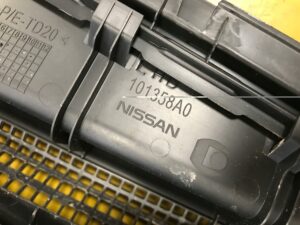 P/E-TD20 <
101358A0
NISSAN
D